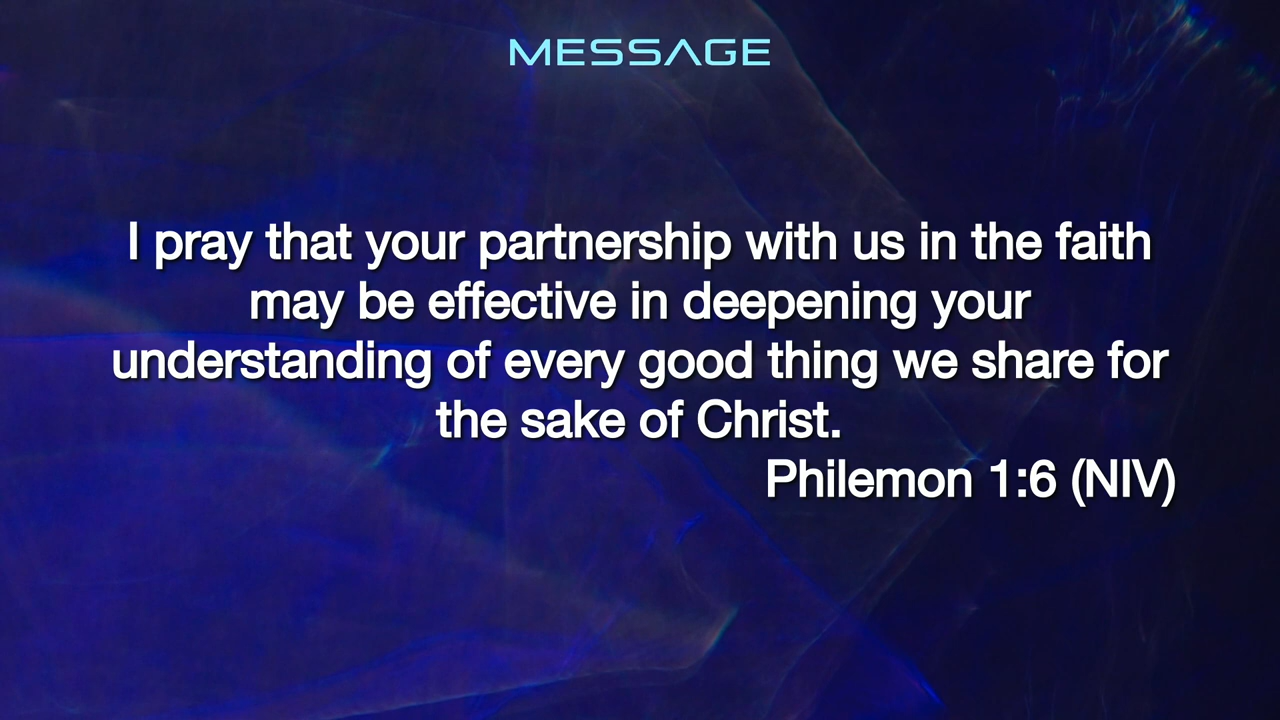 MESSAGE
I pray that your partnership with us in the faith
may be effective in deepening your
understanding of every good thing we share for
the sake of Christ.
Philemon 1:6 (NIV)